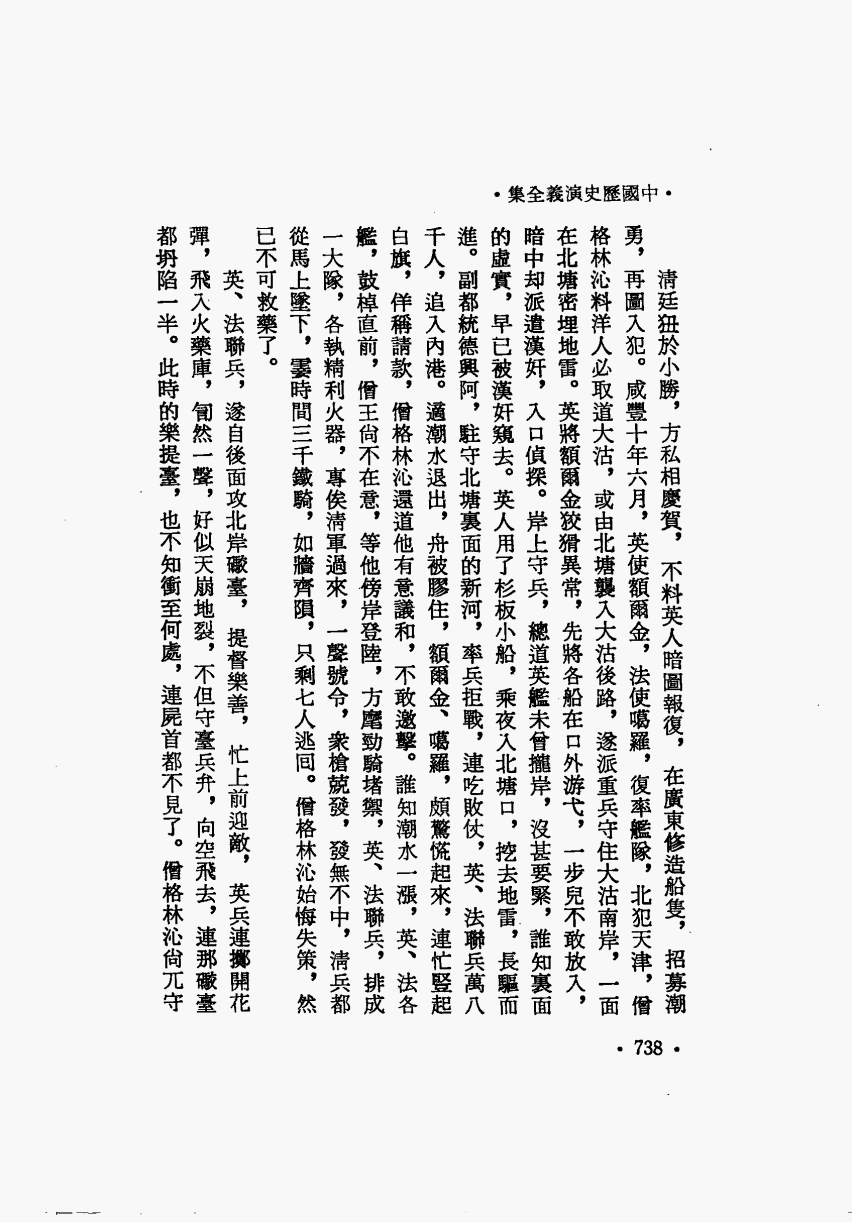 •中國歷史演義全集•
清廷狃於小勝，方私相慶賀，不料英人暗圖報復，在廣東修造船隻，招募潮
勇，再圖入犯。咸豐十年六月，英使額爾金，法使噶羅，復率艦隊，北犯天津，僧
格林沁料洋人必取道大沽，或由北塘襲入大沽後路，遂派重兵守住大沽南岸，一面
在北塘密埋地雷。英將額爾金狡猾異常，先將各船在口外游弋，一步兒不敢放入，
暗中却派遣漢奸，入口偵探。岸上守兵，總道英艦未曾攏岸，沒甚要緊，誰知裏面
的虛實，早已被漢奸窺去。英人用了杉板小船，乘夜入北塘口，挖去地雷，長驅而
進。副都統德興阿，駐守北塘裏面的新河，率兵拒戰，連吃敗仗，英、法聯兵萬八
千人，追入內港。適潮水退出，舟被膠住，額爾金、噶羅，頗驚慌起來，連忙豎起
白旗，佯稱請款，僧格林沁還道他有意議和，不敢邀擊。誰知潮水一漲，英、法各
艦，鼓棹直前，僧王尙不在意，等他傍岸登陸，方麾勁騎堵禦，英、法聯兵，排成
一大隊，各執精利火器，專俟清軍過來，一聲號令，衆槍競發，發無不中，清兵都
從馬上墜下，霎時間三千鐵騎，如牆齊隕，只剩七人逃囘。僧格林沁始悔失策，然
已不可救藥了。
英、法聯兵，遂自後面攻北岸礮臺，提督樂善，忙上前迎敵，英兵連擲開花
彈，飛入火藥庫，訇然一聲，好似天崩地裂，不但守臺兵弁，向空飛去，連那礮臺
都坍陷一半。此時的樂提臺，也不知衝至何處，連屍首都不見了。僧格林沁尙兀守
•738•